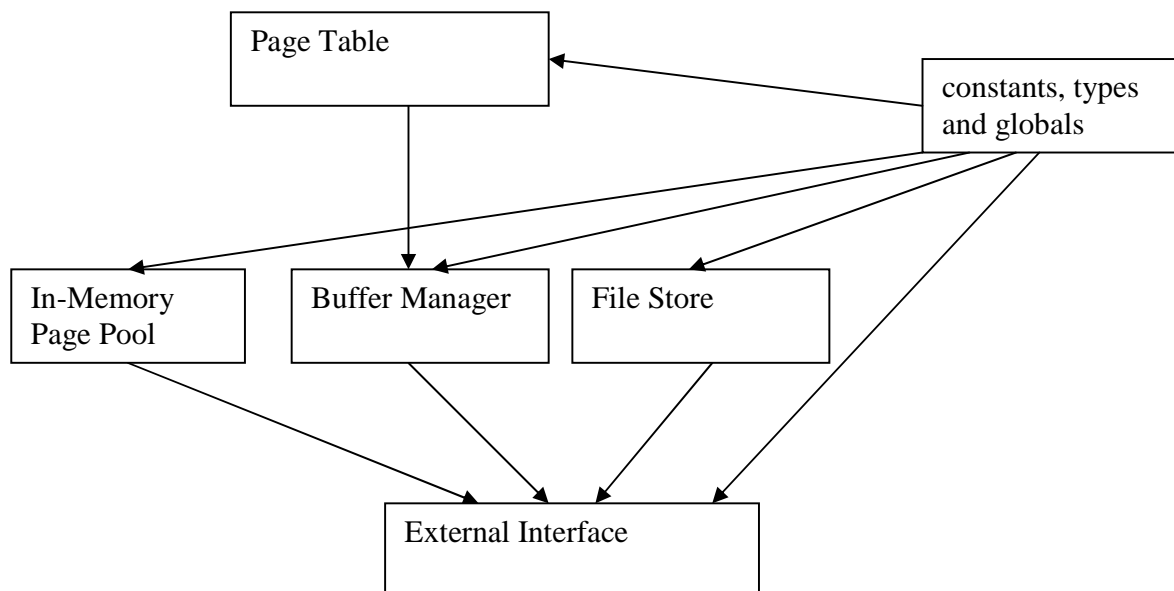 Page Table
constants, types
and globals
In-Memory
Page Pool
Buffer Manager
File Store
External Interface